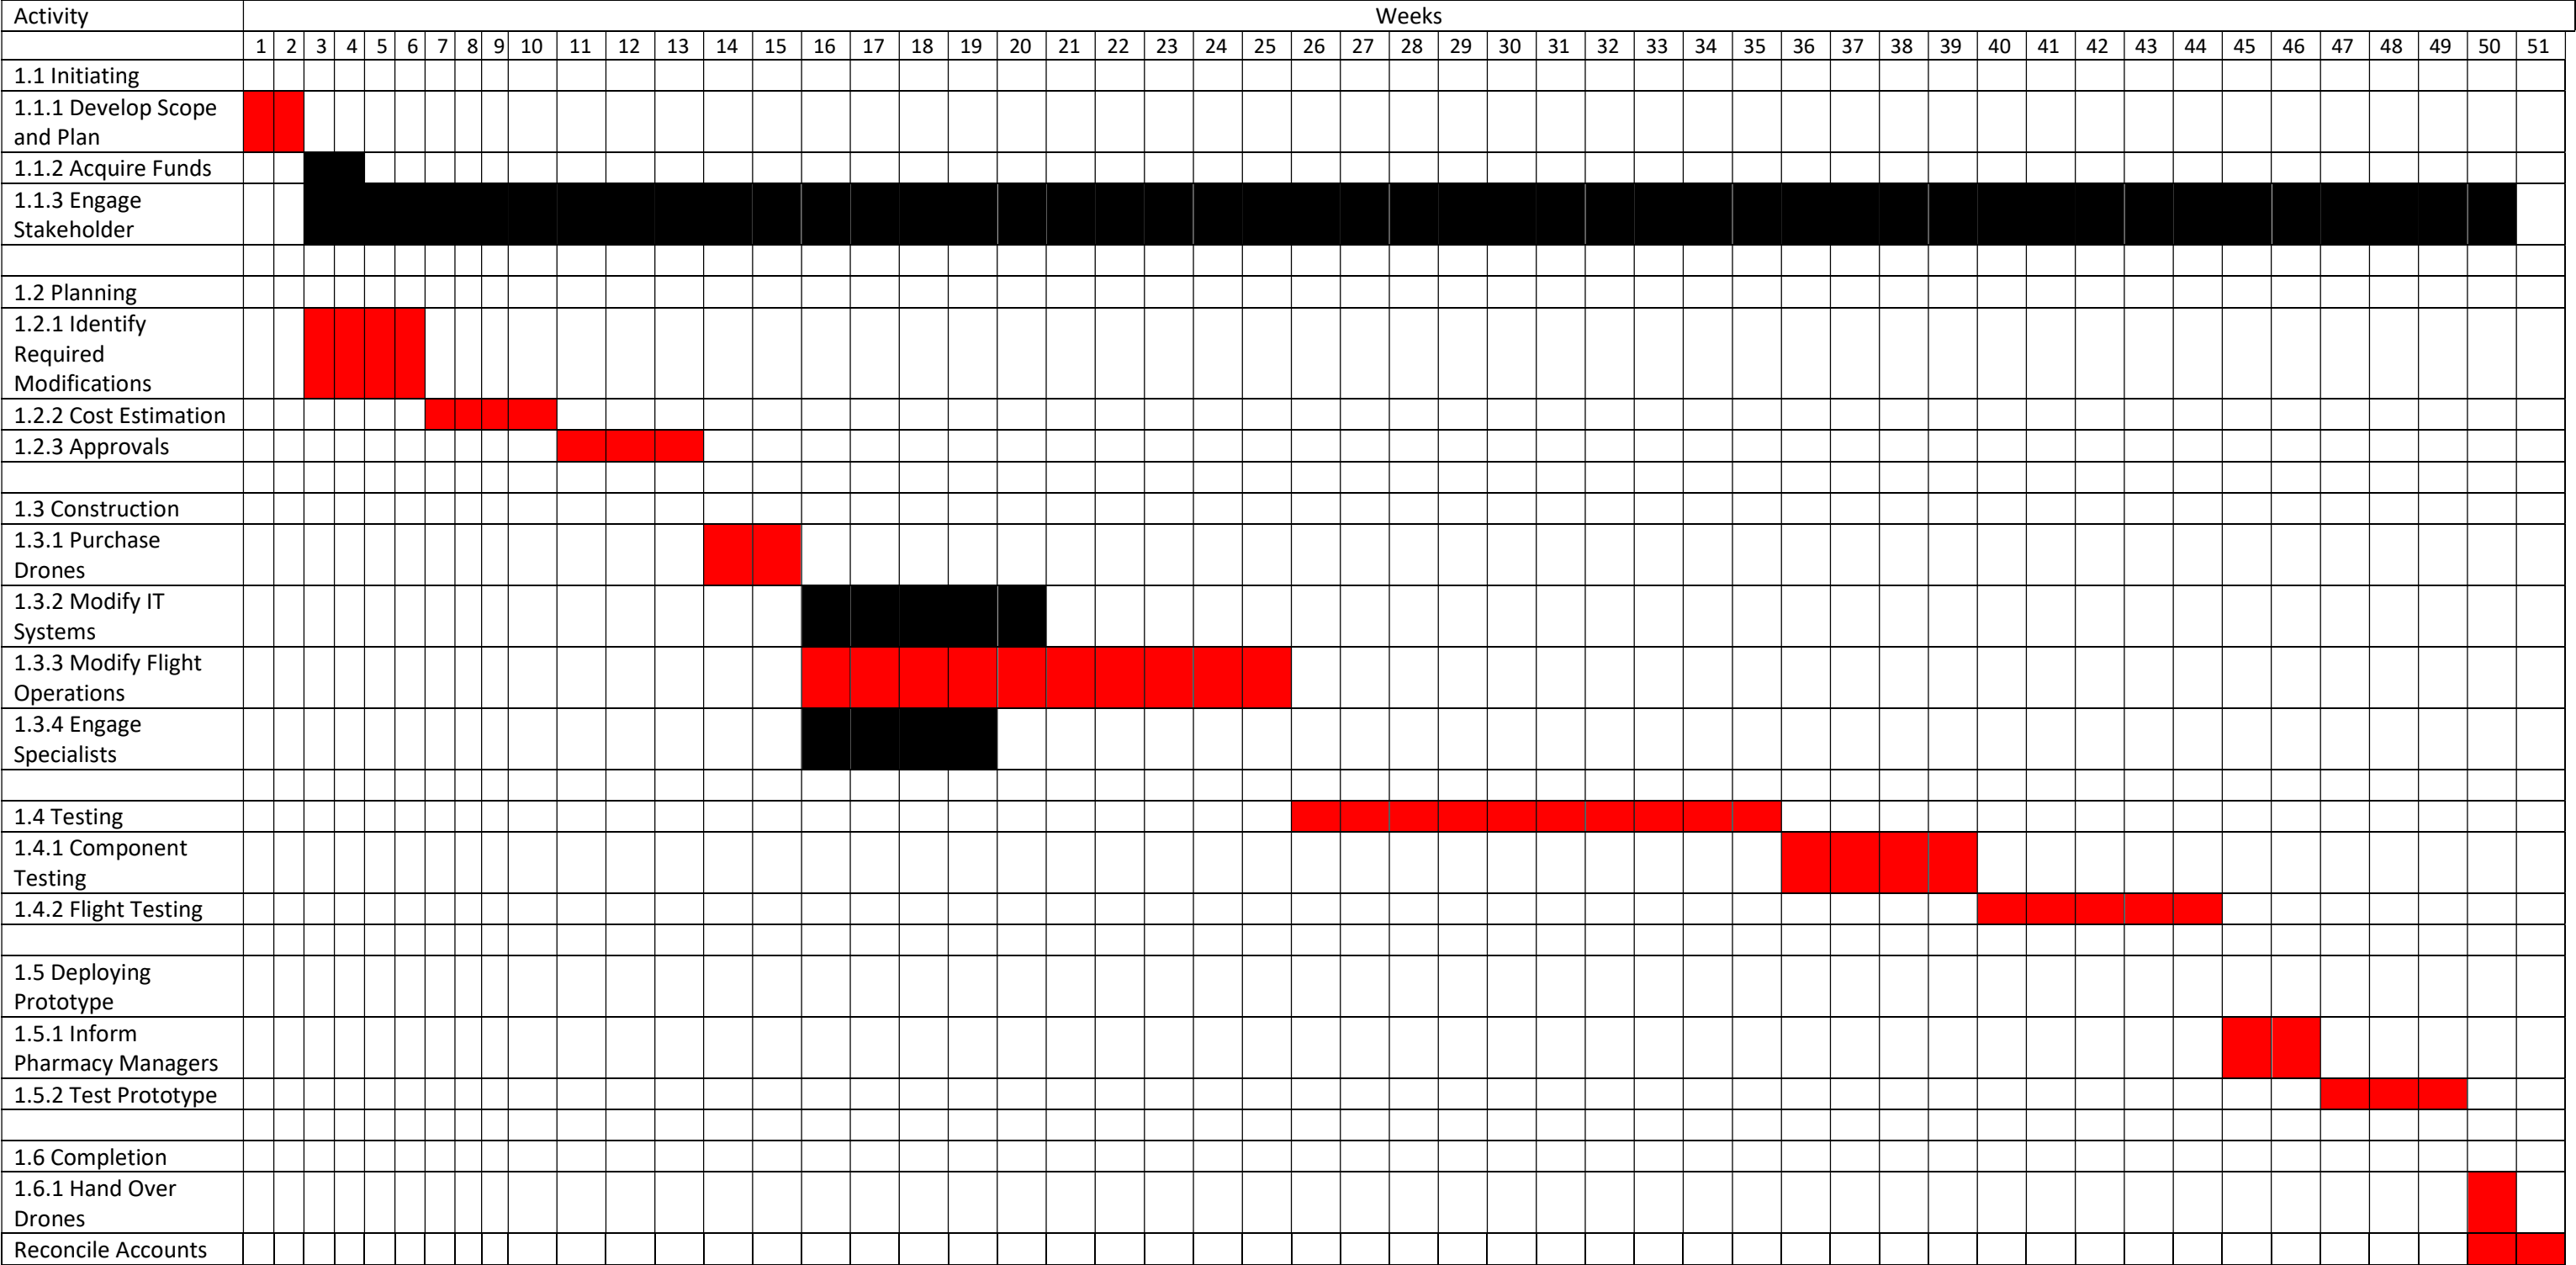 Activity Weeks
1 2 3 4 5 6 7 8 9 10 11 12 13 14 15 16 17 18 19 20 21 22 23 24 25 26 27 28 29 30 31 32 33 34 35 36 37 38 39 40 41 42 43 44 45 46 47 48 49 50 51
1.1 Initiating
1.1.1 Develop Scope
and Plan
1.1.2 Acquire Funds
1.1.3 Engage
Stakeholder
1.2 Planning
1.2.1 Identify
Required
Modifications
1.2.2 Cost Estimation
1.2.3 Approvals
1.3 Construction
1.3.1 Purchase
Drones
1.3.2 Modify IT
Systems
1.3.3 Modify Flight
Operations
1.3.4 Engage
Specialists
1.4 Testing
1.4.1 Component
Testing
1.4.2 Flight Testing
1.5 Deploying
Prototype
1.5.1 Inform
Pharmacy Managers
1.5.2 Test Prototype
1.6 Completion
1.6.1 Hand Over
Drones
Reconcile Accounts